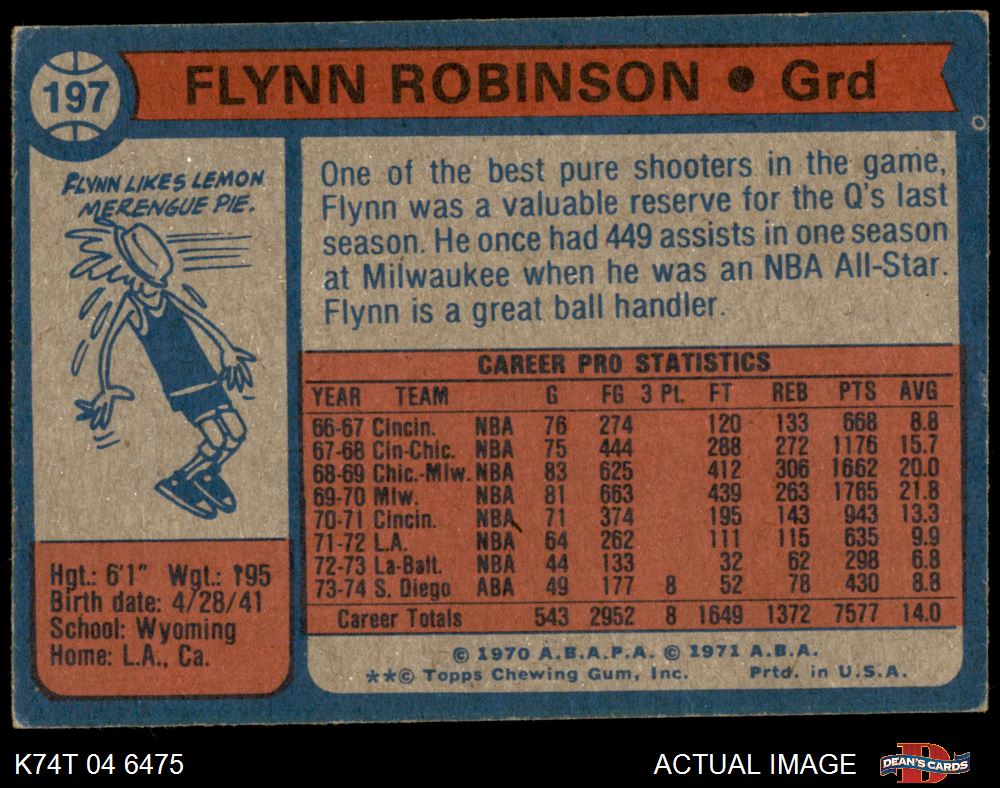 197
FLYNN ROBINSON • Grd
FLYNN LIKES LEMON
MERENGUE PIE.
One of the best pure shooters in the game,
Flynn was a valuable reserve for the Q's last
season. He once had 449 assists in one season
at Milwaukee when he was an NBA All-Star.
Flynn is a great ball handler.
CAREER PRO STATISTICS
YEAR TEAM G FG 3 Pt. FT REB PTS AVG
66-67 Cincin. NBA 76 274 120 133 668 8.8
67-68 Cin-Chic. NBA 75 444 288 272 1176 15.7
68-69 Chic.-Mlw. NBA 83 625 412 306 1662 20.0
69-70 Mlw. NBA 81 663 439 263 1765 21.8
70-71 Cincin. NBA 71 374 195 143 943 13.3
71-72 L.A. NBA 64 262 111 115 635 9.9
72-73 La-Balt. NBA 44 133 32 62 298 6.8
73-74 S. Diego ABA 49 177 8 52 78 430 8.8
Career Totals 543 2952 8 1649 1372 7577 14.0
Hgt.: 6'1" Wgt.: 195
Birth date: 4/28/41
School: Wyoming
Home: L.A., Ca.
© 1970 A.B.A.P.A. © 1971 A.B.A.
**© Topps Chewing Gum, Inc. Prtd. in U.S.A.
K74T 04 6475
ACTUAL IMAGE
D
DEAN'S CARDS